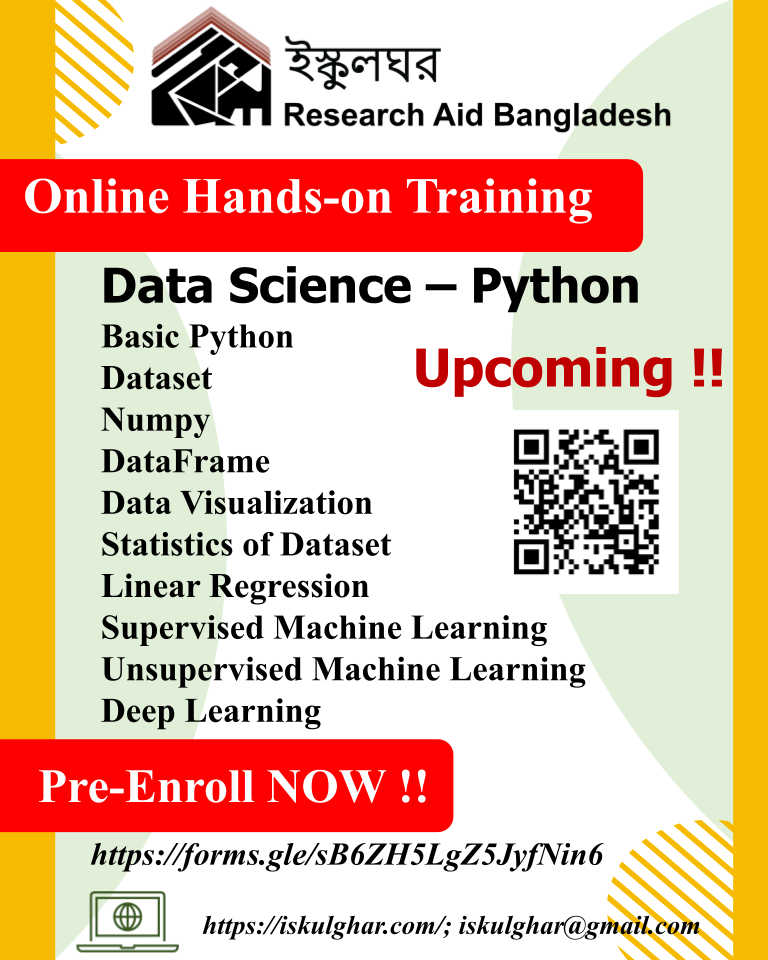 ইস্কুলঘর
Research Aid Bangladesh
Online Hands-on Training
Data Science – Python
Basic Python
Dataset
Numpy
DataFrame
Data Visualization
Statistics of Dataset
Linear Regression
Supervised Machine Learning
Unsupervised Machine Learning
Deep Learning
Upcoming !!
Pre-Enroll NOW !!
https://forms.gle/sB6ZH5LgZ5JyfNin6
https://iskulghar.com/; iskulghar@gmail.com